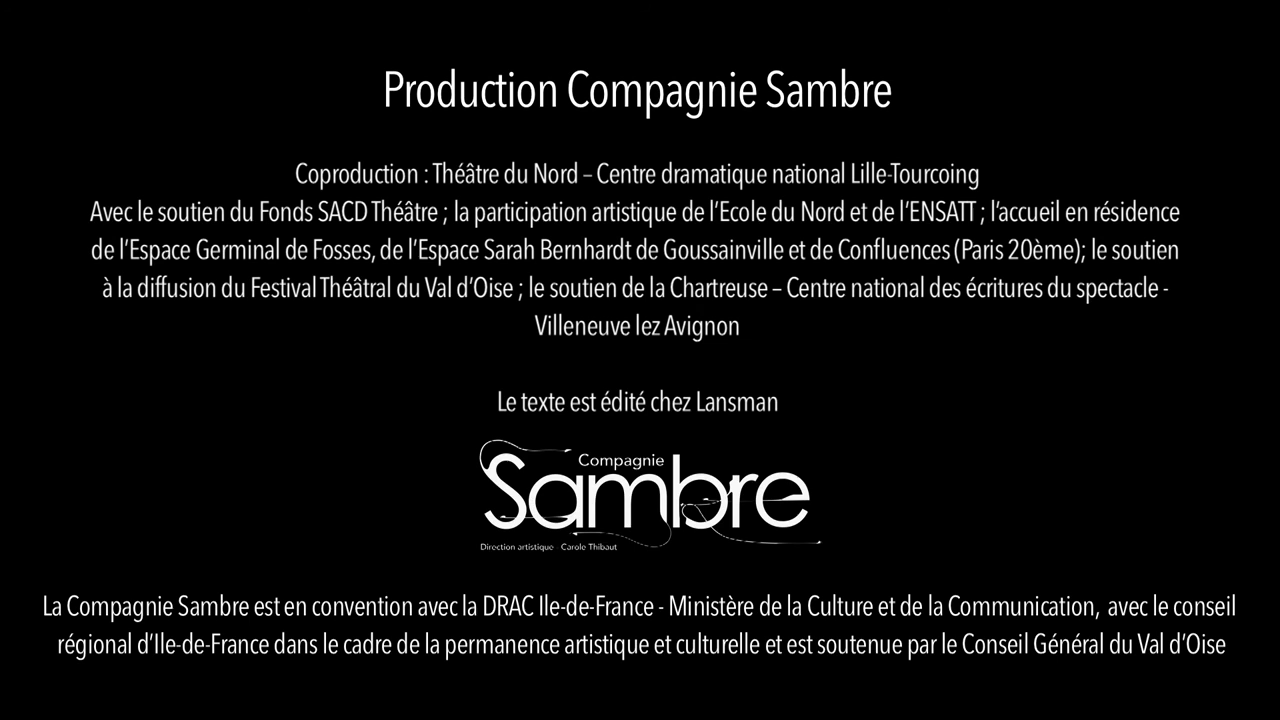 Production Compagnie Sambre
Coproduction : Théâtre du Nord – Centre dramatique national Lille-Tourcoing
Avec le soutien du Fonds SACD Théâtre ; la participation artistique de l’Ecole du Nord et de l’ENSATT ; l’accueil en résidence
de l’Espace Germinal de Fosses, de l’Espace Sarah Bernhardt de Goussainville et de Confluences (Paris 20ème); le soutien
à la diffusion du Festival Théâtral du Val d’Oise ; le soutien de la Chartreuse – Centre national des écritures du spectacle -
Villeneuve lez Avignon
Le texte est édité chez Lansman
Compagnie
Sambre
Direction artistique Carole Thibaut
La Compagnie Sambre est en convention avec la DRAC Ile-de-France - Ministère de la Culture et de la Communication, avec le conseil
régional d’Ile-de-France dans le cadre de la permanence artistique et culturelle et est soutenue par le Conseil Général du Val d’Oise